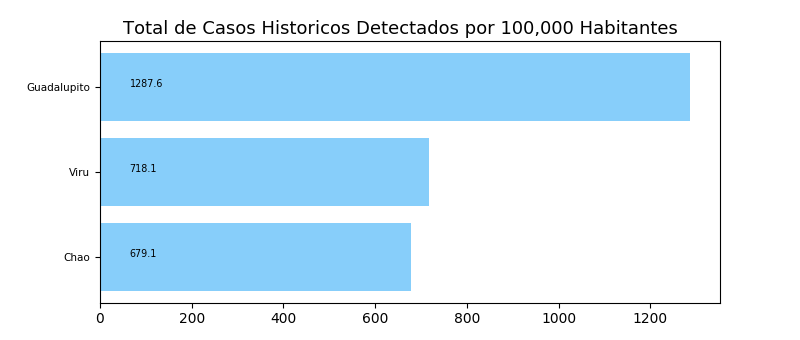 Total de Casos Historicos Detectados por 100,000 Habitantes
Guadalupito
1287.6
Viru
718.1
Chao
679.1
0 200 400 600 800 1000 1200